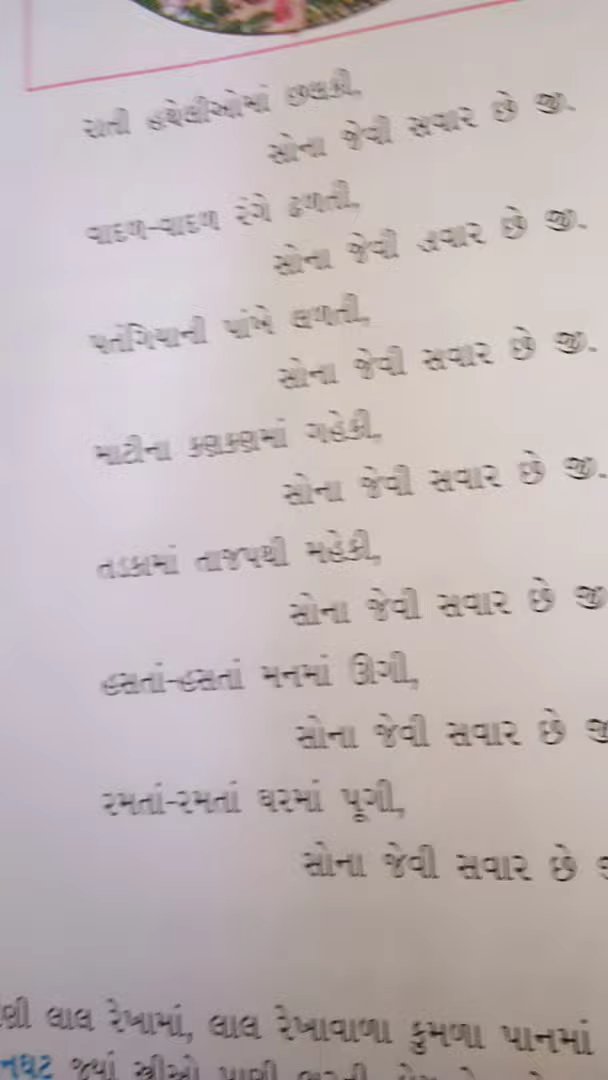 રાતી હથેલીઓમાં છલકી,
સોના જેવી સવાર છે જી.
વાદળ-વાદળ રંગે ઢળતી,
સોના જેવી સવાર છે જી.
પતંગિયાની પાંખે લળતી,
સોના જેવી સવાર છે જી.
માટીના કણકણમાં ગહેકી,
સોના જેવી સવાર છે જી.
તડકામાં તાજપથી મહેકી,
સોના જેવી સવાર છે જી
હસતાં-હસતાં મનમાં ઊગી,
સોના જેવી સવાર છે જી
રમતાં-રમતાં ઘરમાં પૂગી,
સોના જેવી સવાર છે
લાલ રેખામાં, લાલ રેખાવાળા કુમળા પાનમાં
જ્યાં સ્ત્રીઓ પાણી